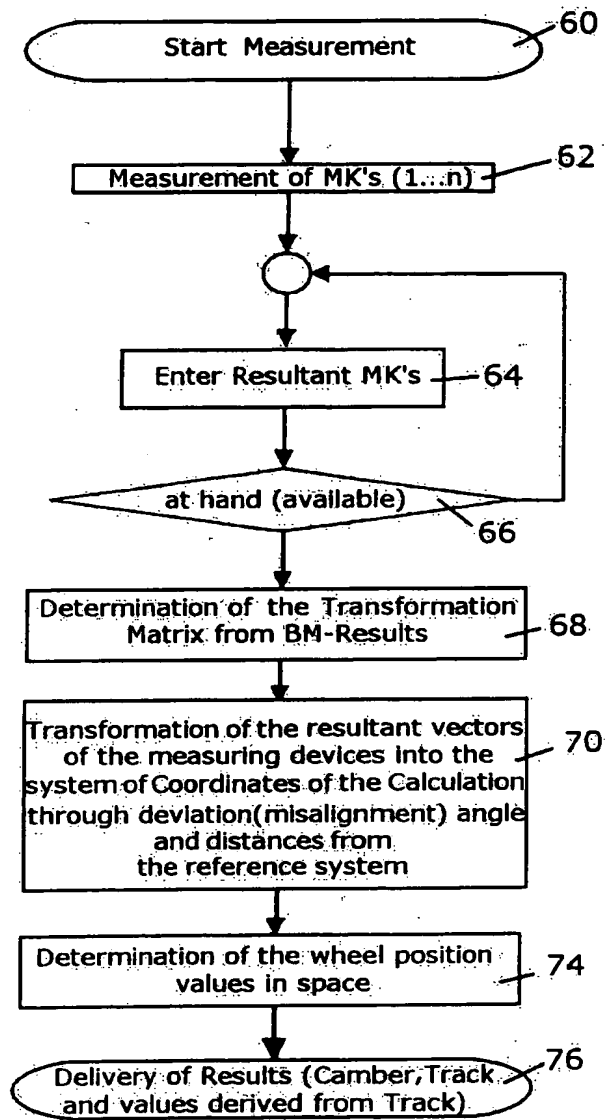 Start Measurement
60
Measurement of MK's (1...n)
62
Enter Resultant MK's
64
at hand (available)
66
Determination of the Transformation
Matrix from BM-Results
68
Transformation of the resultant vectors
of the measuring devices into the
system of Coordinates of the Calculation
through deviation(misalignment) angle
and distances from
the reference system
70
Determination of the wheel position
values in space
74
Delivery of Results (Camber,Track
and values derived from Track)
76